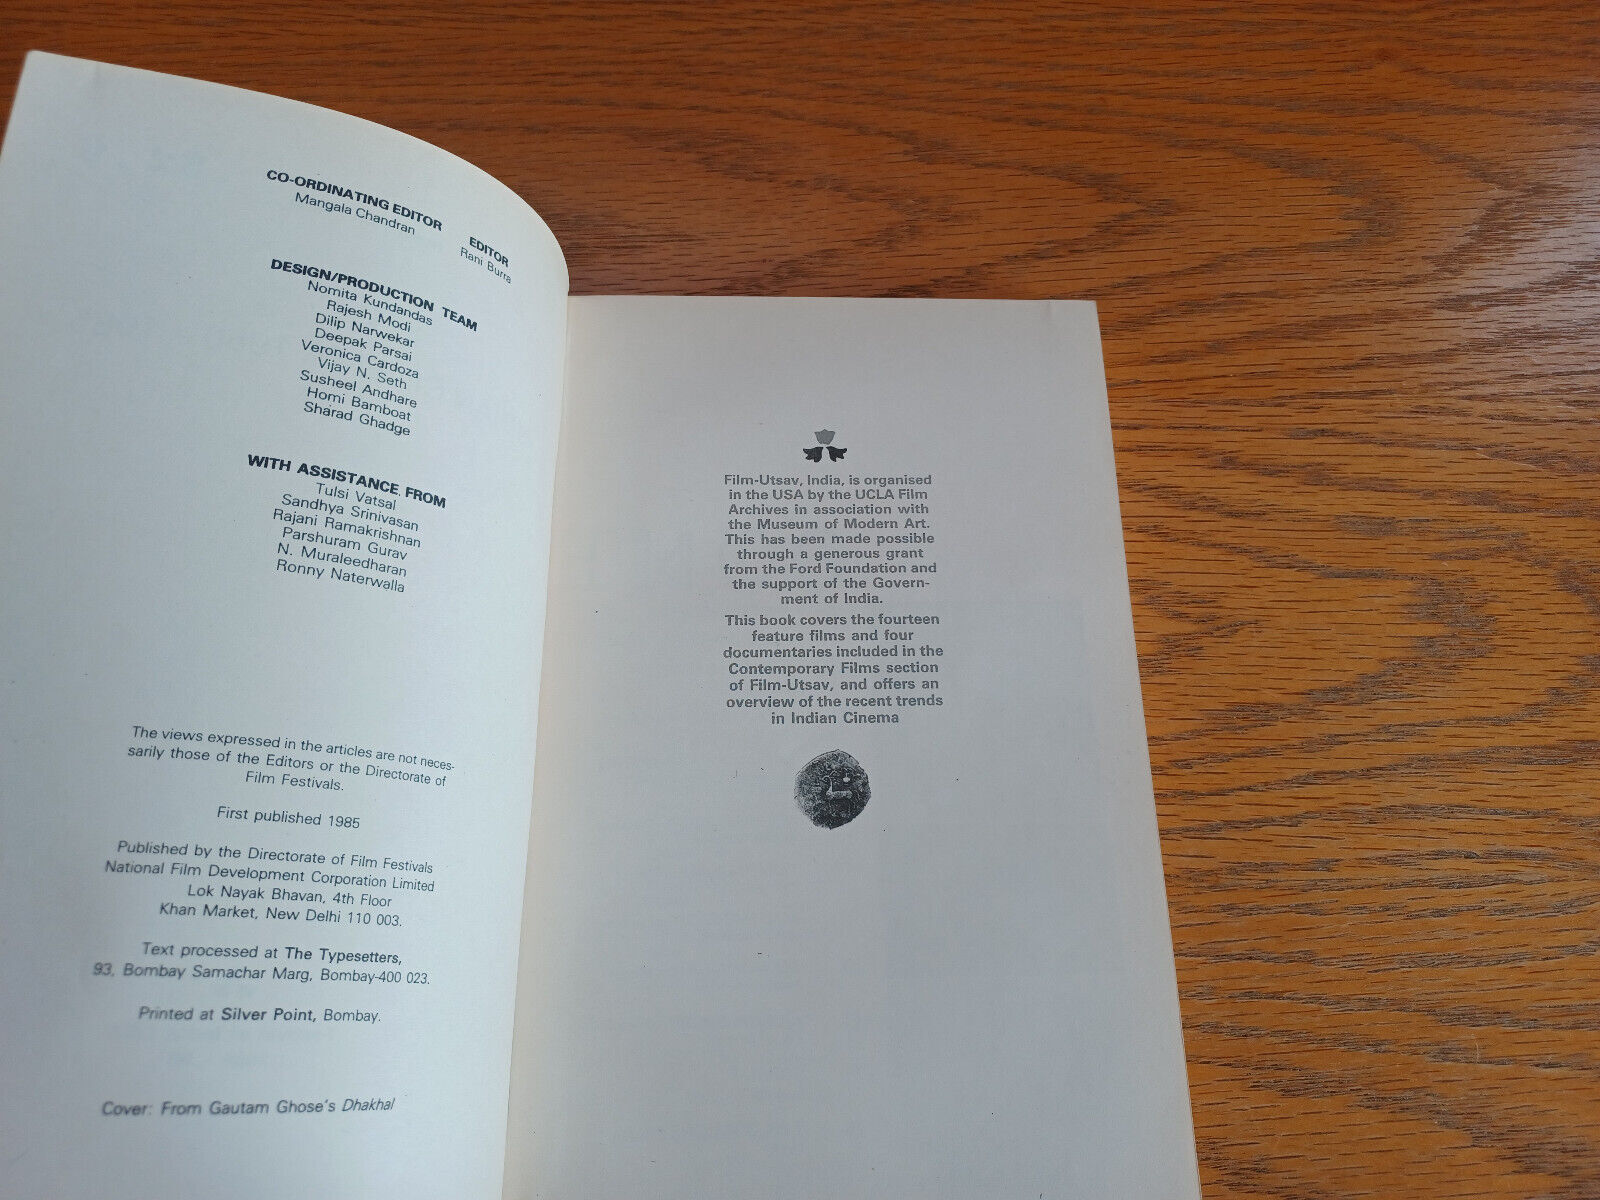 CO-ORDINATING EDITOR
Mangala Chandran
EDITOR
Rani Burra
DESIGN/PRODUCTION TEAM
Nomita Kundandas
Rajesh Modi
Dilip Narwekar
Deepak Parsai
Veronica Cardoza
Vijay N. Seth
Susheel Andhare
Homi Bamboat
Sharad Ghadge
WITH ASSISTANCE FROM
Tulsi Vatsal
Sandhya Srinivasan
Rajani Ramakrishnan
Parshuram Gurav
N. Muraleedharan
Ronny Naterwalla
The views expressed in the articles are not neces-
sarily those of the Editors or the Directorate of
Film Festivals.
First published 1985
Published by the Directorate of Film Festivals
National Film Development Corporation Limited
Lok Nayak Bhavan, 4th Floor
Khan Market, New Delhi 110 003.
Text processed at The Typesetters,
93, Bombay Samachar Marg, Bombay-400 023.
Printed at Silver Point, Bombay.
Cover: From Gautam Ghose's Dhakhal
Film-Utsav, India, is organised
in the USA by the UCLA Film
Archives in association with
the Museum of Modern Art.
This has been made possible
through a generous grant
from the Ford Foundation and
the support of the Govern-
ment of India.
This book covers the fourteen
feature films and four
documentaries included in the
Contemporary Films section
of Film-Utsav, and offers an
overview of the recent trends
in Indian Cinema